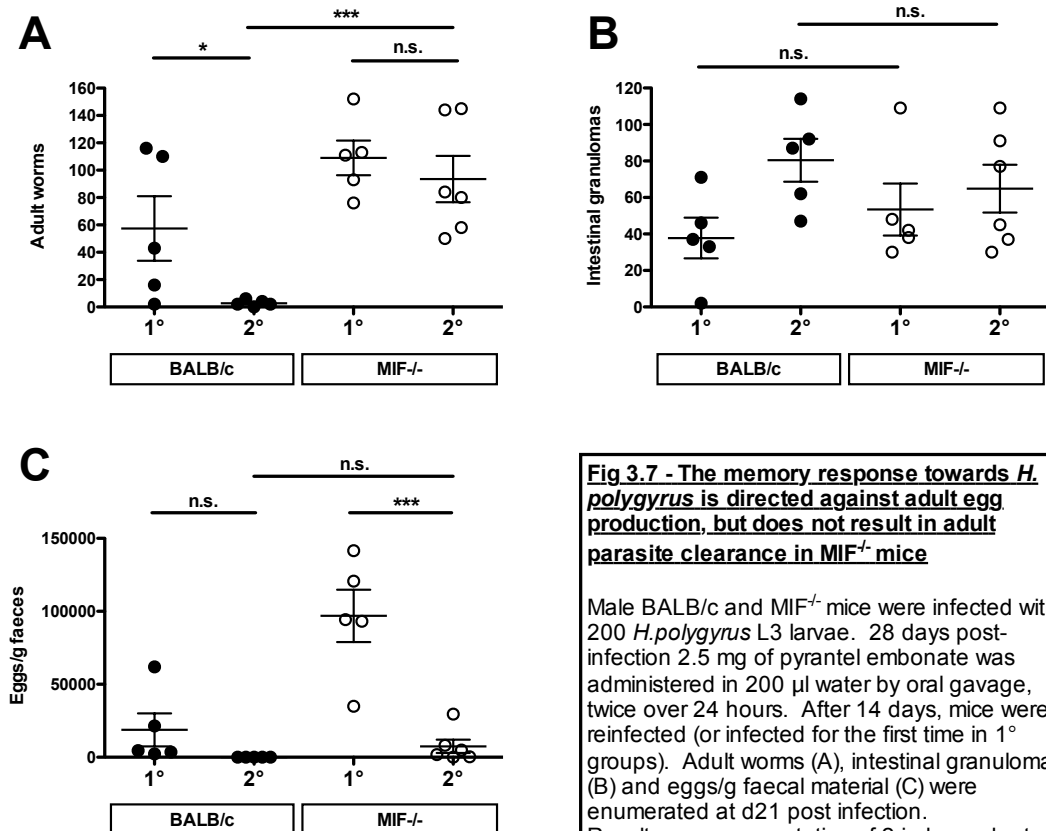 A
***
*
n.s.
Adult worms
160
140
120
100
80
60
40
20
0
1° 2° 1° 2°
BALB/c MIF-/-
B
n.s.
n.s.
Intestinal granulomas
120
100
80
60
40
20
0
1° 2° 1° 2°
BALB/c MIF-/-
C
n.s.
n.s.
***
Eggs/g faeces
150000
100000
50000
0
1° 2° 1° 2°
BALB/c MIF-/-
Fig 3.7 - The memory response towards H.
polygyrus is directed against adult egg
production, but does not result in adult
parasite clearance in MIF-/- mice
Male BALB/c and MIF-/- mice were infected
200 H.polygyrus L3 larvae. 28 days post-
infection 2.5 mg of pyrantel embonate was
administered in 200 µl water by oral gavage,
twice over 24 hours. After 14 days, mice were
reinfected (or infected for the first time in 1°
groups). Adult worms (A), intestinal
(B) and eggs/g faecal material (C) were
enumerated at d21 post infection.